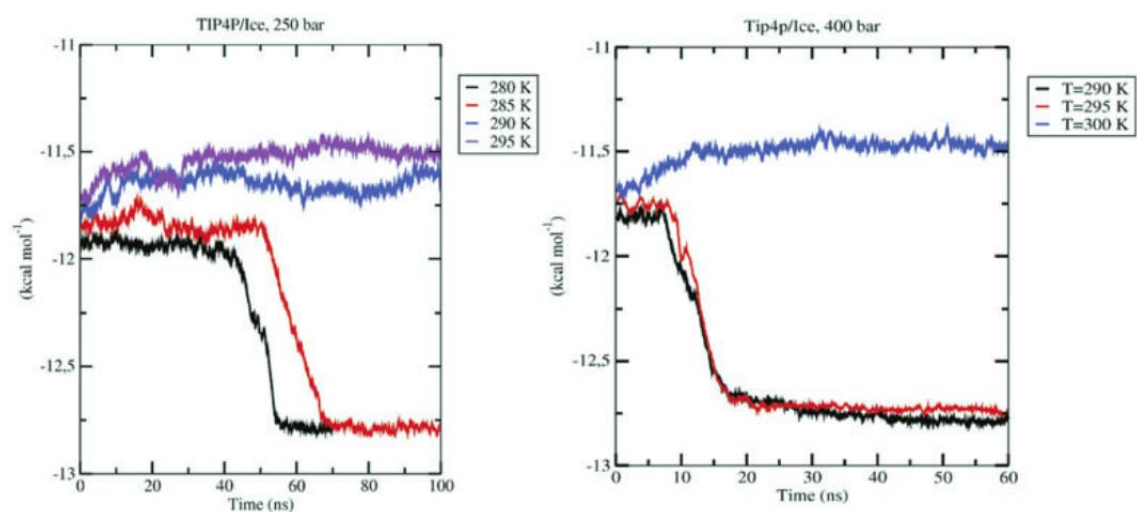 TIP4P/Ice, 250 bar
-11
-11,5
-12
-12,5
-13
(kcal mol-1)
0 20 40 60 80 100
Time (ns)
280 K
285 K
290 K
295 K
Tip4p/Ice, 400 bar
-11
-11.5
-12
-12.5
-13
(kcal mol-1)
0 10 20 30 40 50 60
Time (ns)
T=290 K
T=295 K
T=300 K